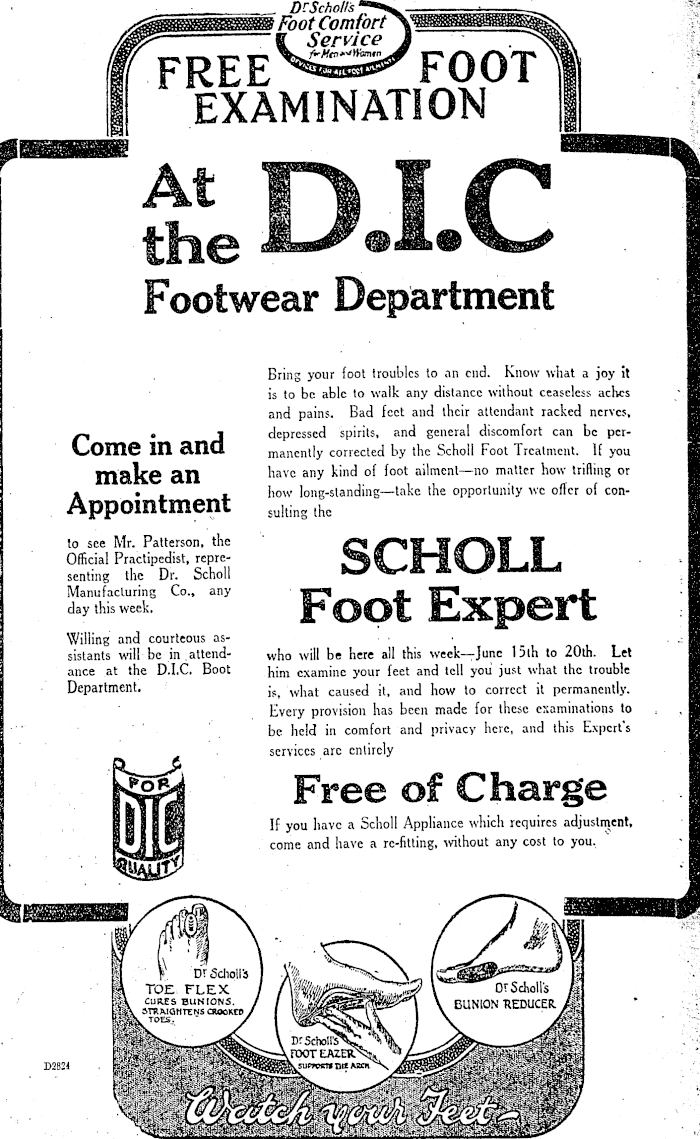 Dr Scholl's
Foot Comfort
Service
for Men and Women
DEVICES FOR ALL FOOT AILMENTS
FREE FOOT
EXAMINATION
At
the D.I.C
Footwear Department
Bring your foot troubles to an end. Know what a joy it
is to be able to walk any distance without ceaseless aches
and pains. Bad feet and their attendant racked nerves,
depressed spirits, and general discomfort can be per-
manently corrected by the Scholl Foot Treatment. If you
have any kind of foot ailment—no matter how trifling or
how long-standing—take the opportunity we offer of con-
sulting the
SCHOLL
Foot Expert
who will be here all this week—June 15th to 20th. Let
him examine your feet and tell you just what the trouble
is, what caused it, and how to correct it permanently.
Every provision has been made for these examinations to
be held in comfort and privacy here, and this Expert's
services are entirely
Free of Charge
If you have a Scholl Appliance which requires adjustment,
come and have a re-fitting, without any cost to you.
Come in and
make an
Appointment
to see Mr. Patterson, the
Official Practipedist, repre-
senting the Dr. Scholl
Manufacturing Co., any
day this week.
Willing and courteous as-
sistants will be in attend-
ance at the D.I.C. Boot
Department.
FOR
DIC
QUALITY
Dr Scholl's
TOE FLEX
CURES BUNIONS.
STRAIGHTENS CROOKED
TOES.
Dr Scholl's
FOOT EAZER
SUPPORTS THE ARCH
Dr Scholl's
BUNION REDUCER
D2824
Watch your Feet-